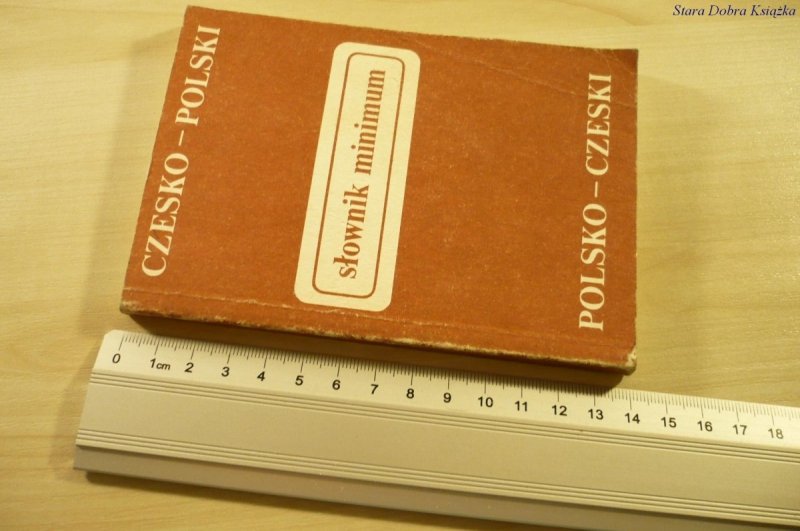 Stara Dobra Książka
CZESKO – POLSKI
słownik minimum
POLSKO – CZESKI
0 1cm 2 3 4 5 6 7 8 9 10 11 12 13 14 15 16 17 18